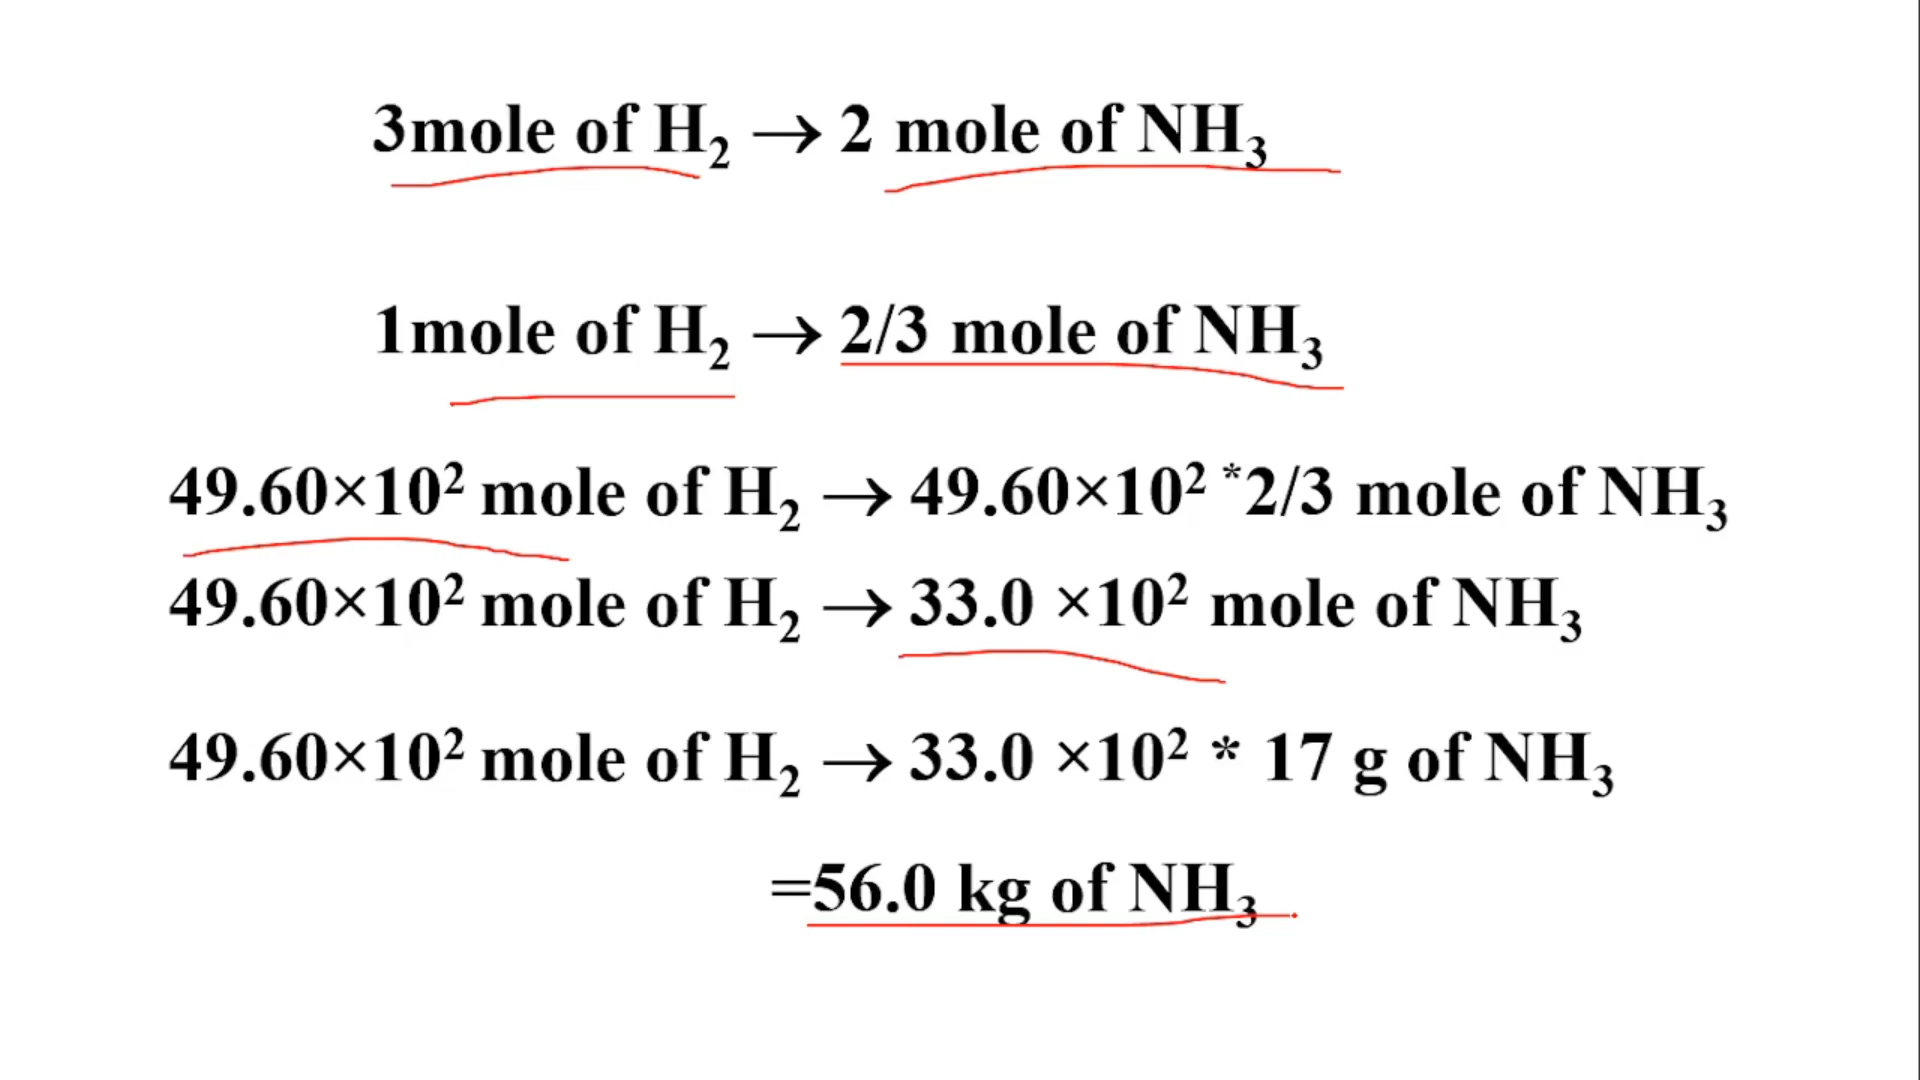 3mole of H₂ → 2 mole of NH₃
1mole of H₂ → 2/3 mole of NH₃
49.60×10² mole of H₂ → 49.60×10² *2/3 mole of NH₃
49.60×10² mole of H₂ → 33.0 ×10² mole of NH₃
49.60×10² mole of H₂ → 33.0 ×10² * 17 g of NH₃
=56.0 kg of NH₃